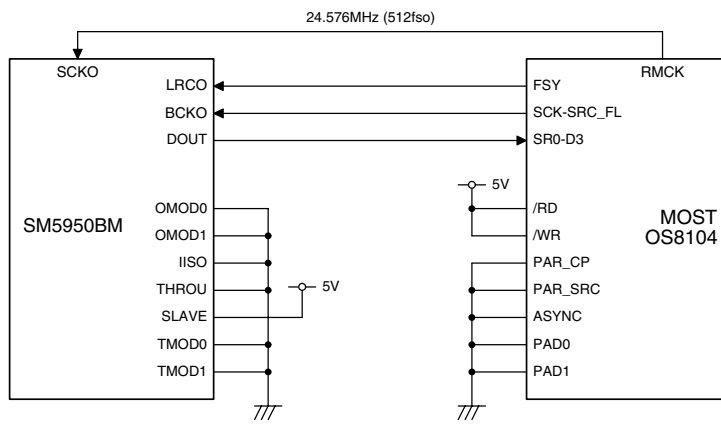 24.576MHz (512fso)
SCKO
RMCK
LRCO
FSY
BCKO
SCK-SRC_FL
DOUT
SR0-D3
5V
OMOD0
/RD
SM5950BM
MOST
OS8104
OMOD1
/WR
IISO
PAR_CP
THROU
5V
PAR_SRC
SLAVE
ASYNC
TMOD0
PAD0
TMOD1
PAD1